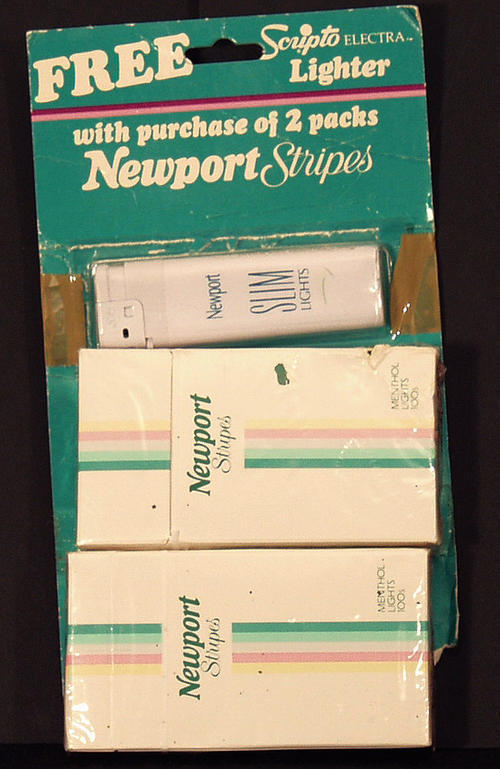 FREE
Scripto ELECTRA™
Lighter
with purchase of 2 packs
Newport Stripes
Newport
SLIM
LIGHTS
Newport
Stripes
MENTHOL
LIGHTS
100s
Newport
Stripes
MENTHOL
LIGHTS
100s